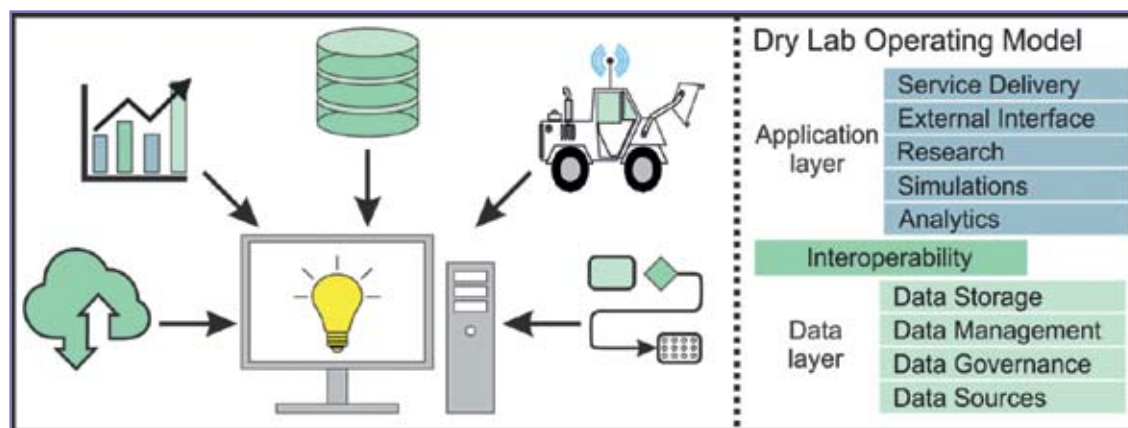 Dry Lab Operating Model
Application
layer
Service Delivery
External Interface
Research
Simulations
Analytics
Interoperability
Data
layer
Data Storage
Data Management
Data Governance
Data Sources